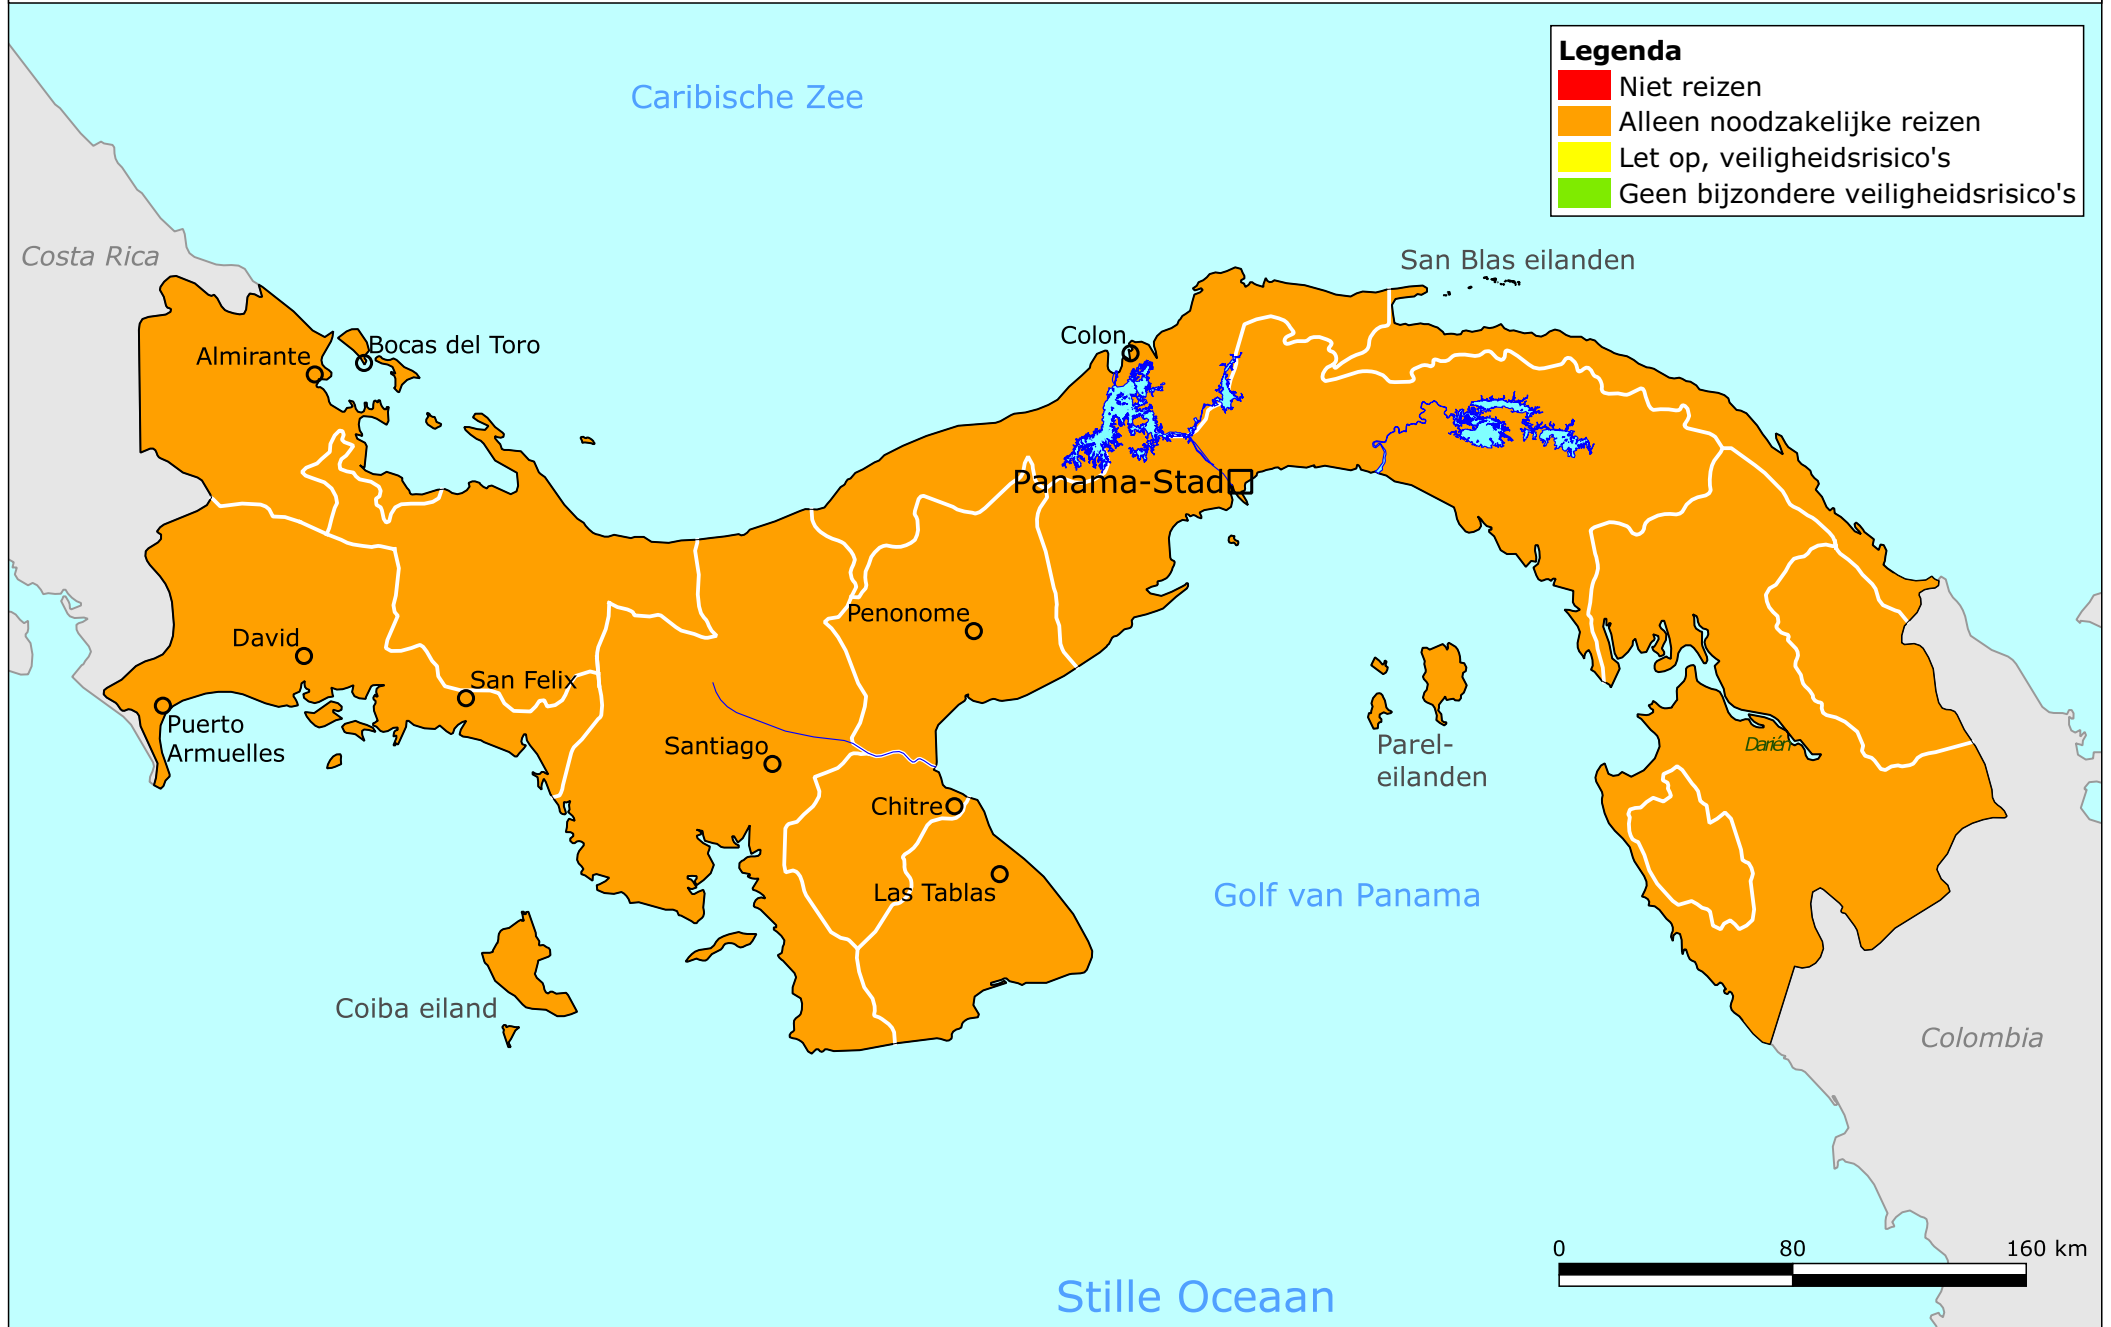 Legenda
Niet reizen
Alleen noodzakelijke reizen
Let op, veiligheidsrisico's
Geen bijzondere veiligheidsrisico's
Caribische Zee
Costa Rica
San Blas eilanden
Colon
Bocas del Toro
Almirante
Panama-Stad
Penonome
David
San Felix
Puerto
Armuelles
Santiago
Parel-
eilanden
Darién
Chitre
Las Tablas
Golf van Panama
Coiba eiland
Colombia
0 80 160 km
Stille Oceaan